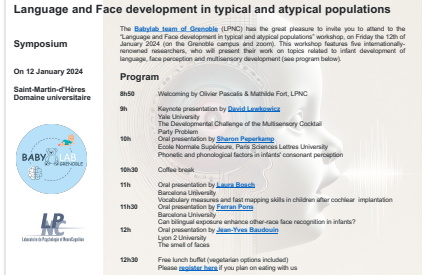 Language and Face development in typical and atypical populations
Symposium
On 12 January 2024
Saint-Martin-d'Hères
Domaine universitaire
BABY LAB
GRENOBLE
LPNC
Laboratoire de Psychologie et NeuroCognition
The Babylab team of Grenoble (LPNC) has the great pleasure to invite you to attend to the
"Language and Face development in typical and atypical populations" workshop, on Friday the 12th of
January 2024 (on the Grenoble campus and zoom). This workshop features five internationally-
renowned researchers, who will present their work on topics related to infant development of
language, face perception and multisensory development (see program below).
Program
8h50 Welcoming by Olivier Pascalis & Mathilde Fort, LPNC
9h Keynote presentation by David Lewkowicz
Yale University
The Developmental Challenge of the Multisensory Cocktail
Party Problem
10h Oral presentation by Sharon Peperkamp
Ecole Normale Supérieure, Paris Sciences Lettres University
Phonetic and phonological factors in infants' consonant perception
10h30 Coffee break
11h Oral presentation by Laura Bosch
Barcelona University
Vocabulary measures and fast mapping skills in children after cochlear implantation
11h30 Oral presentation by Ferran Pons
Barcelona University
Can bilingual exposure enhance other-race face recognition in infants?
12h Oral presentation by Jean-Yves Baudouin
Lyon 2 University
The smell of faces
12h30 Free lunch buffet (vegetarian options included)
Please register here if you plan on eating with us